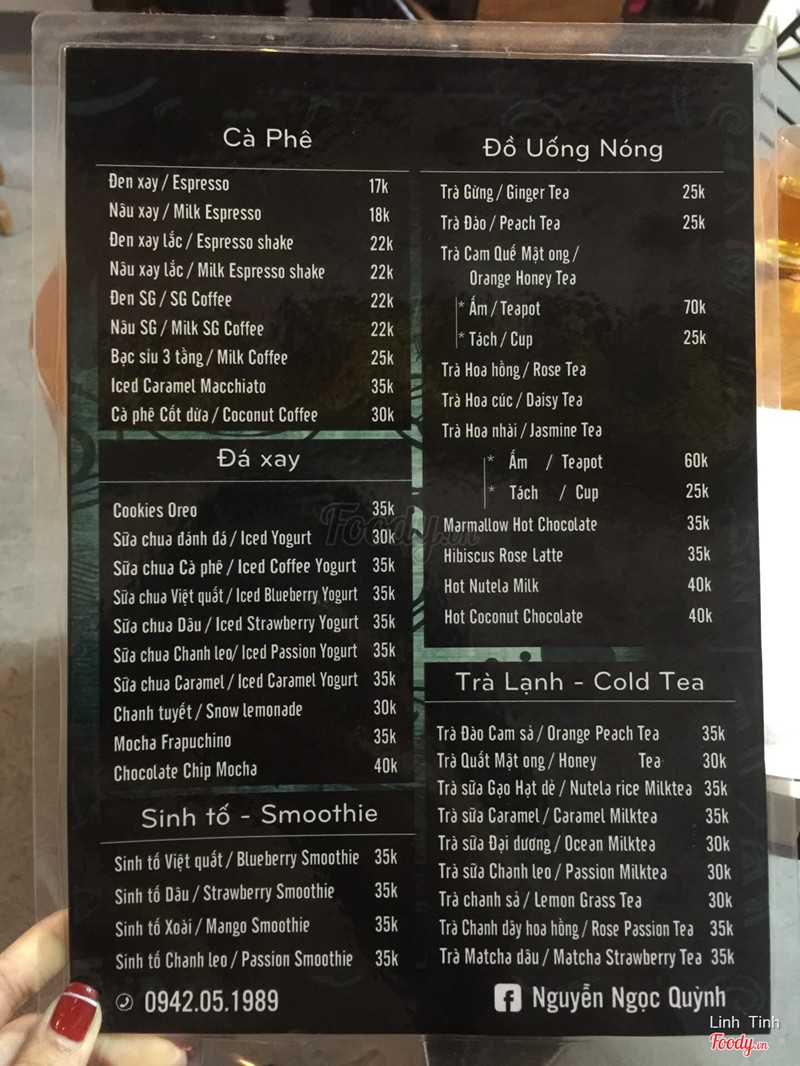 Cà Phê
Đen xay / Espresso 17k
Nâu xay / Milk Espresso 18k
Đen xay lắc / Espresso shake 22k
Nâu xay lắc / Milk Espresso shake 22k
Đen SG / SG Coffee 22k
Nâu SG / Milk SG Coffee 22k
Bạc sỉu 3 tầng / Milk Coffee 25k
Iced Caramel Macchiato 35k
Cà phê Cốt dừa / Coconut Coffee 30k
Đá xay
Cookies Oreo 35k
Sữa chua đánh đá / Iced Yogurt 30k
Sữa chua Cà phê / Iced Coffee Yogurt 35k
Sữa chua Việt quất / Iced Blueberry Yogurt 35k
Sữa chua Dâu / Iced Strawberry Yogurt 35k
Sữa chua Chanh leo/ Iced Passion Yogurt 35k
Sữa chua Caramel / Iced Caramel Yogurt 35k
Chanh tuyết / Snow lemonade 30k
Mocha Frapuchino 35k
Chocolate Chip Mocha 40k
Sinh tố - Smoothie
Sinh tố Việt quất / Blueberry Smoothie 35k
Sinh tố Dâu / Strawberry Smoothie 35k
Sinh tố Xoài / Mango Smoothie 35k
Sinh tố Chanh leo / Passion Smoothie 35k
0942.05.1989
Đồ Uống Nóng
Trà Gừng / Ginger Tea 25k
Trà Đào / Peach Tea 25k
Trà Cam Quế Mật ong /
Orange Honey Tea
* Ấm / Teapot 70k
* Tách / Cup 25k
Trà Hoa hồng / Rose Tea
Trà Hoa cúc / Daisy Tea
Trà Hoa nhài / Jasmine Tea
* Ấm / Teapot 60k
* Tách / Cup 25k
Marmallow Hot Chocolate 35k
Hibiscus Rose Latte 35k
Hot Nutela Milk 40k
Hot Coconut Chocolate 40k
Trà Lạnh - Cold Tea
Trà Đào Cam sả / Orange Peach Tea 35k
Trà Quất Mật ong / Honey Tea 30k
Trà sữa Gạo Hạt dẻ / Nutela rice Milktea 35k
Trà sữa Caramel / Caramel Milktea 35k
Trà sữa Đại dương / Ocean Milktea 30k
Trà sữa Chanh leo / Passion Milktea 30k
Trà chanh sả / Lemon Grass Tea 30k
Trà Chanh dây hoa hồng / Rose Passion Tea 35k
Trà Matcha dâu / Matcha Strawberry Tea 35k
Nguyễn Ngọc Quỳnh
Foody.vn
Linh Tinh
Foody.vn